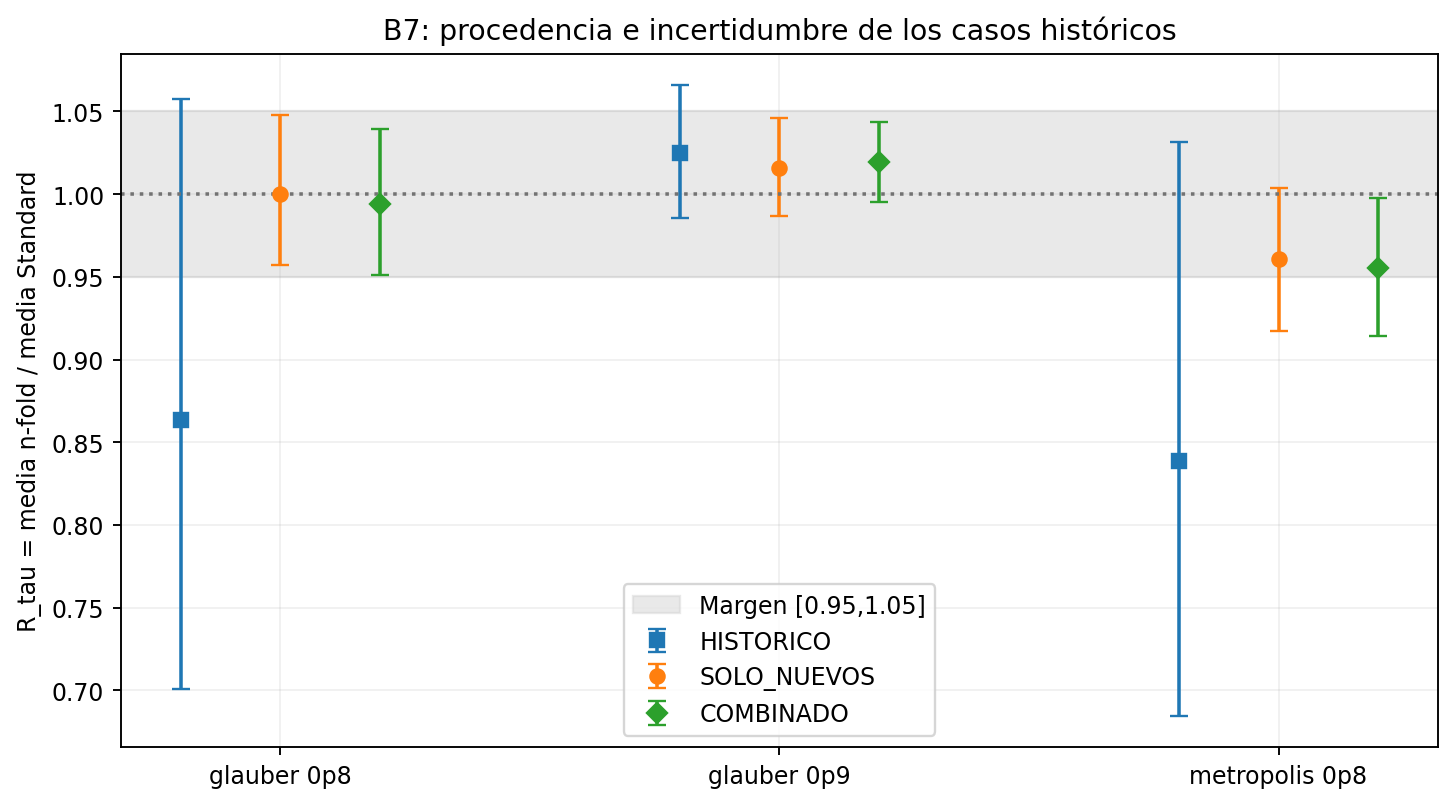 B7: procedencia e incertidumbre de los casos históricos
R_tau = media n-fold / media Standard
1.05
1.00
0.95
0.90
0.85
0.80
0.75
0.70
Margen [0.95,1.05]
HISTORICO
SOLO_NUEVOS
COMBINADO
glauber 0p8
glauber 0p9
metropolis 0p8